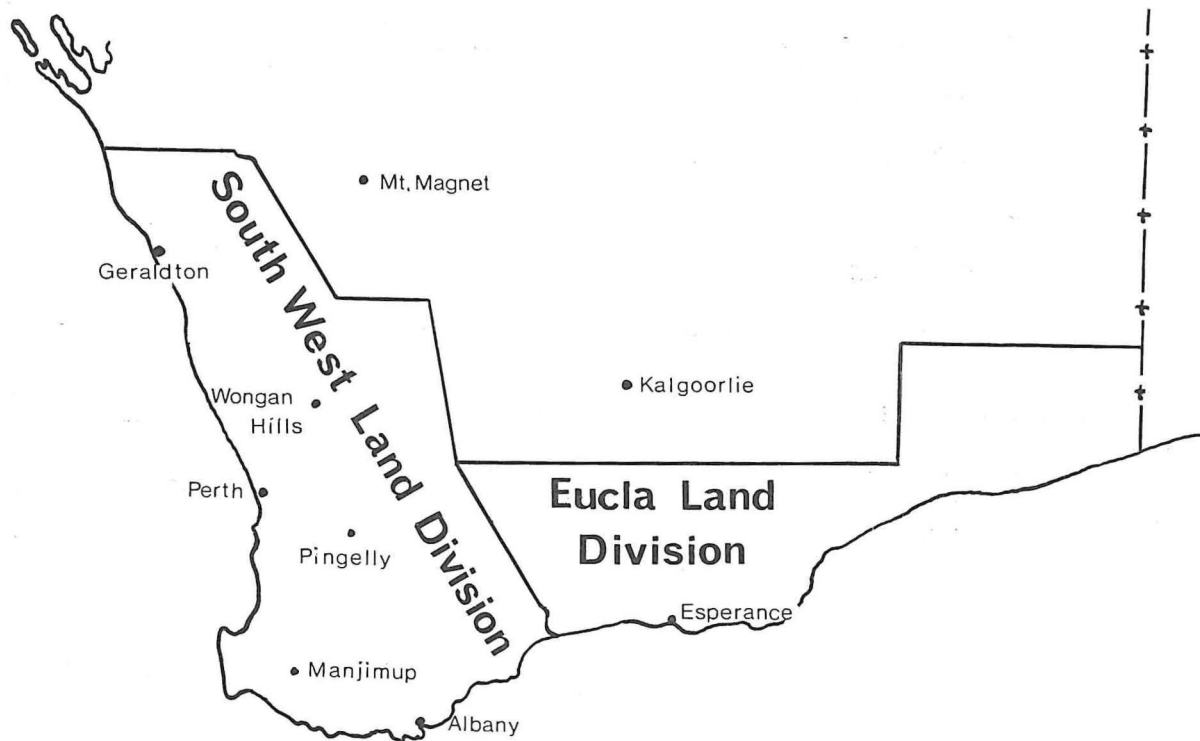 Mt. Magnet
South West Land Division
Geraldton
Kalgoorlie
Wongan
Hills
Perth
Eucla Land
Division
Pingelly
Esperance
Manjimup
Albany